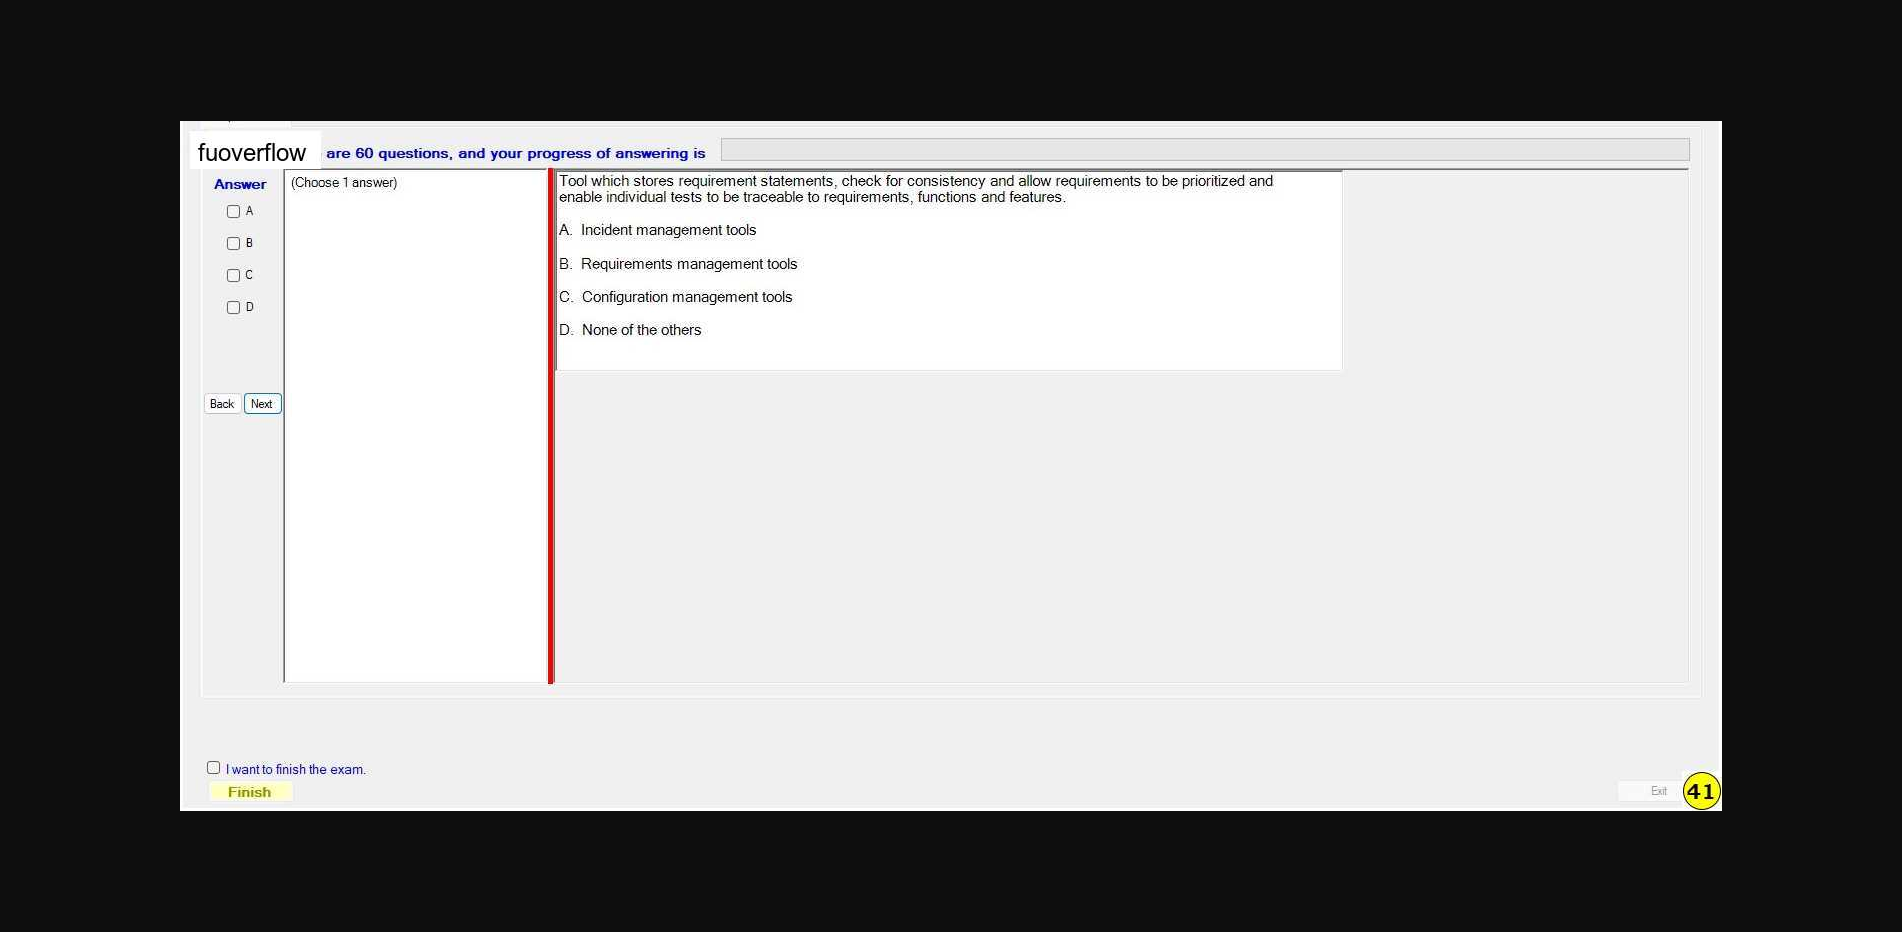 fuoverflow are 60 questions, and your progress of answering is
Answer
(Choose 1 answer)
A
B
C
D
Back Next
Tool which stores requirement statements, check for consistency and allow requirements to be prioritized and
enable individual tests to be traceable to requirements, functions and features.
A. Incident management tools
B. Requirements management tools
C. Configuration management tools
D. None of the others
I want to finish the exam.
Finish
Exit
41